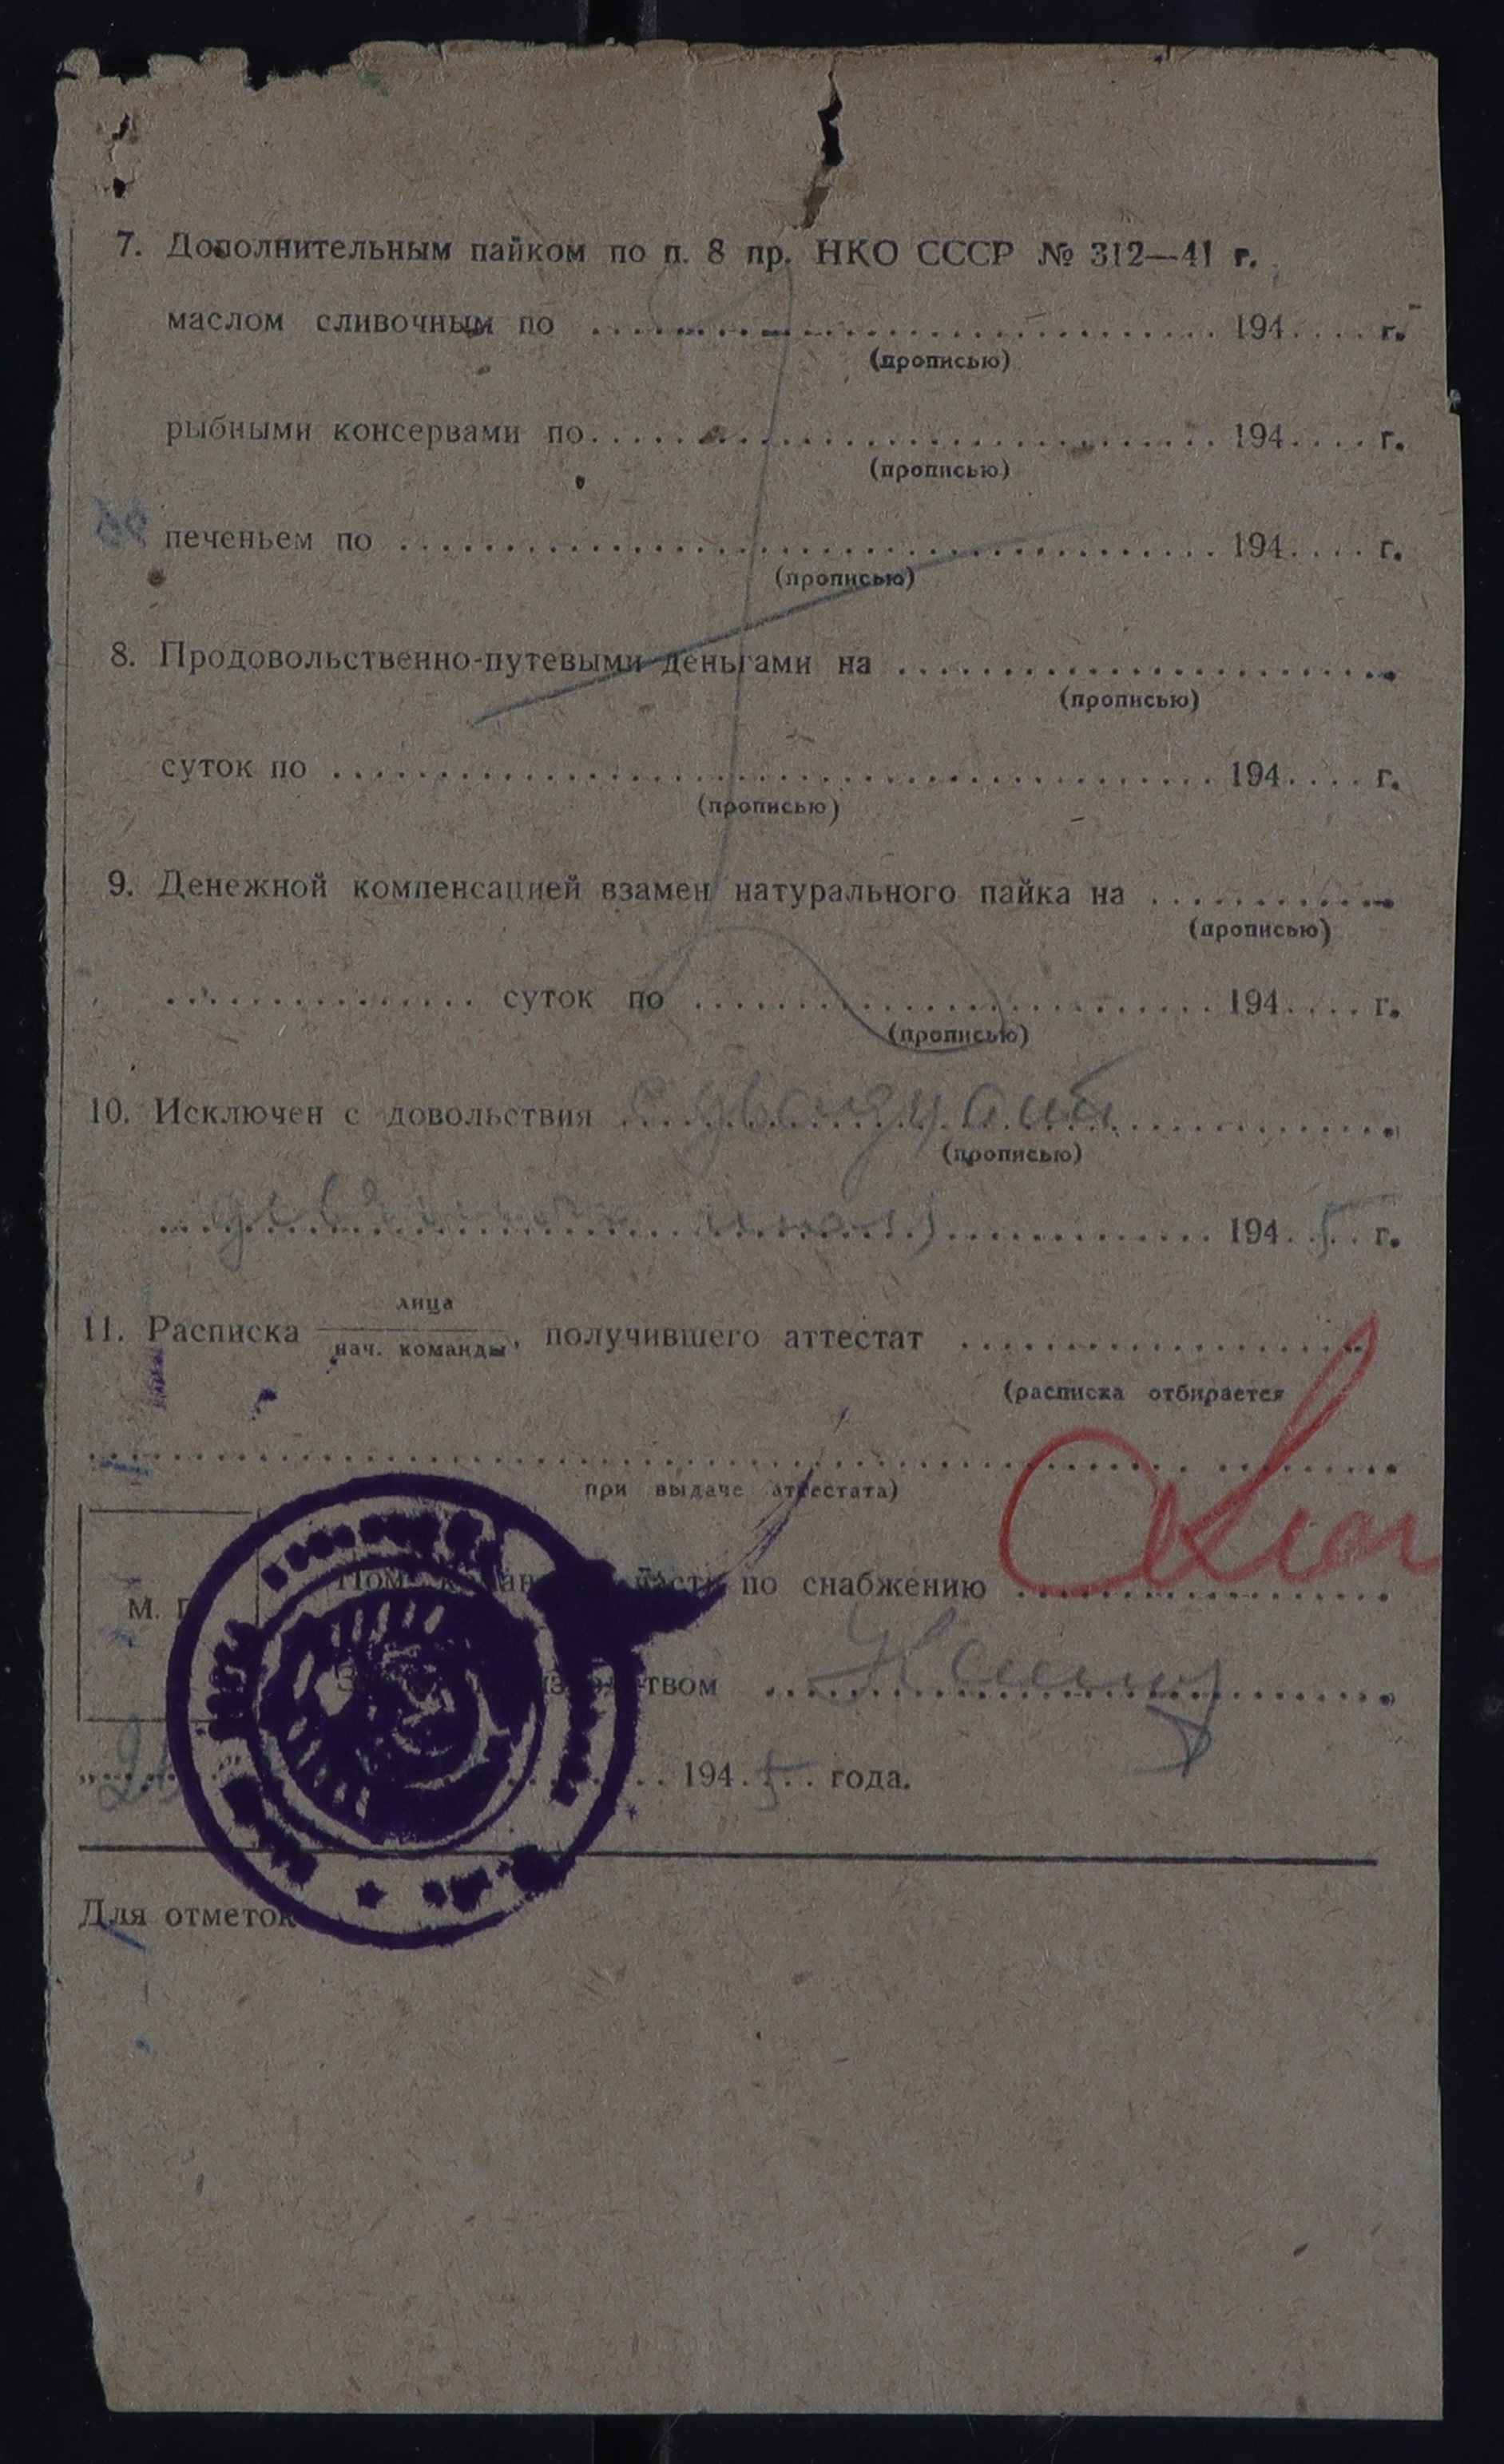 7. Дополнительным пайком по п. 8 пр. НКО СССР № 312—41 г.
маслом сливочным по .......... 194.... г.
(прописью)
рыбными консервами по.......... 194.... г.
(прописью)
печеньем по .......... 194.... г.
(прописью)
8. Продовольственно-путевыми деньгами на ..........
(прописью)
суток по .......... 194.... г.
(прописью)
9. Денежной компенсацией взамен натурального пайка на ..........
(прописью)
.......... суток по .......... 194.... г.
(прописью)
10. Исключен с довольствия с двадцать
(прописью)
194 5 г.
лица
11. Расписка нач. команды, получившего аттестат ..........
(расписка отбирается
при выдаче аттестата)
М.
части по снабжению ..........
194 5 года.
Для отметок